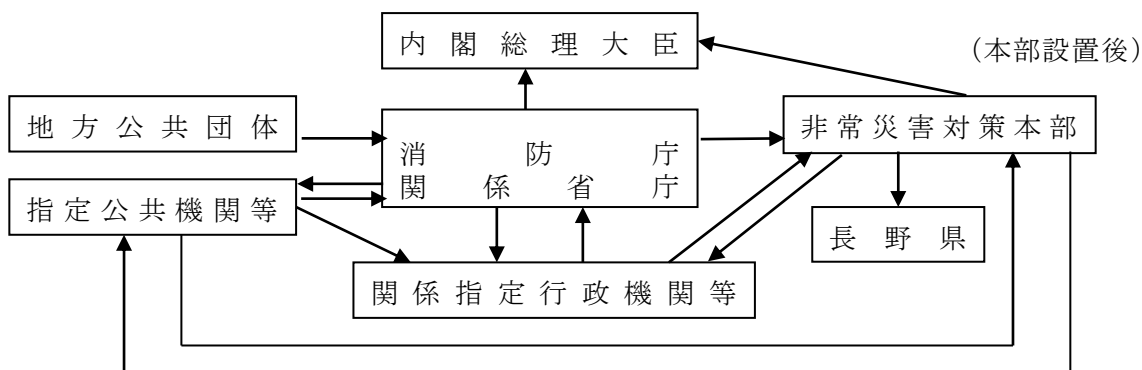 内閣総理大臣
（本部設置後）
地方公共団体
消防庁
関係省庁
非常災害対策本部
指定公共機関等
長野県
関係指定行政機関等